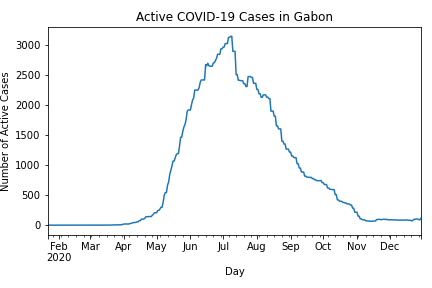 Active COVID-19 Cases in Gabon
Number of Active Cases
3000
2500
2000
1500
1000
500
0
Feb Mar Apr May Jun Jul Aug Sep Oct Nov Dec
2020
Day